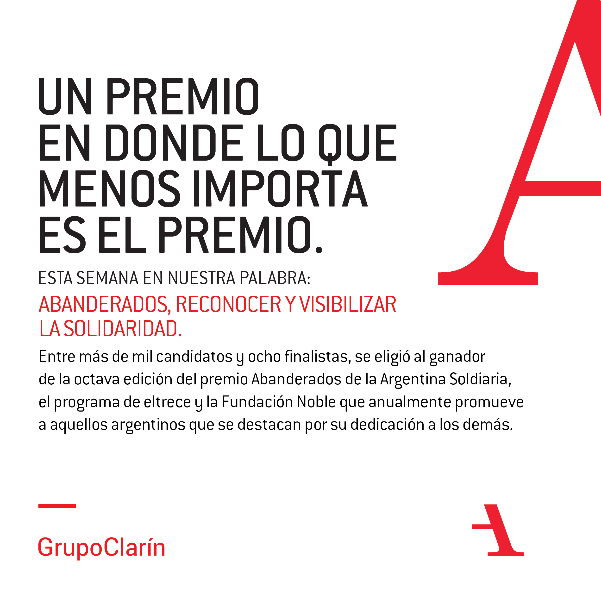 UN PREMIO
EN DONDE LO QUE
MENOS IMPORTA
ES EL PREMIO.
ESTA SEMANA EN NUESTRA PALABRA:
ABANDERADOS, RECONOCER Y VISIBILIZAR
LA SOLIDARIDAD.
Entre más de mil candidatos y ocho finalistas, se eligió al ganador
de la octava edición del premio Abanderados de la Argentina Soldiaria,
el programa de eltrece y la Fundación Noble que anualmente promueve
a aquellos argentinos que se destacan por su dedicación a los demás.
GrupoClarín